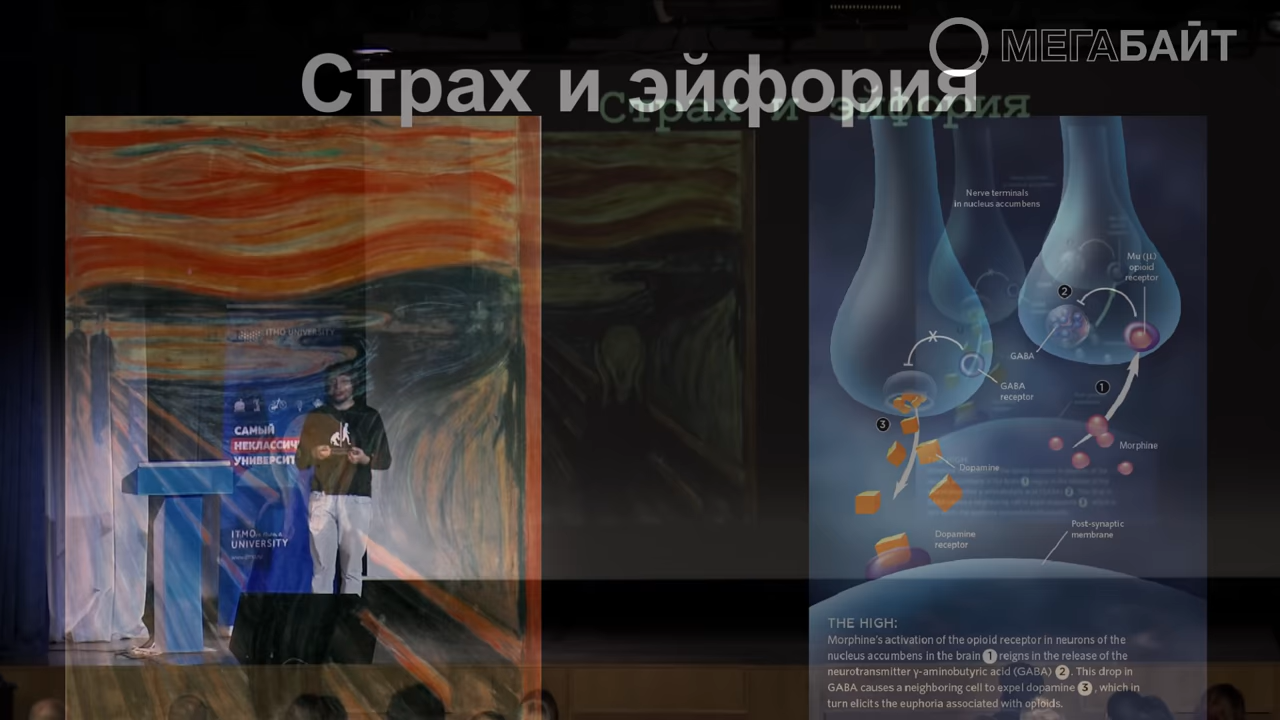 МЕГАБАЙТ
Страх и эйфория
Страх и эйфория
Nerve terminals
in nucleus accumbens
Mu (μ)
opioid
receptor
2
GABA
GABA
receptor
1
3
Morphine
Dopamine
Post-synaptic
membrane
Dopamine
receptor
ITMO UNIVERSITY
САМЫЙ
НЕКЛАССИЧ
УНИВЕРСИТ
ITMO
UNIVERSITY
THE HIGH:
Morphine's activation of the opioid receptor in neurons of the
nucleus accumbens in the brain 1 reigns in the release of the
neurotransmitter γ-aminobutyric acid (GABA) 2. This drop in
GABA causes a neighboring cell to expel dopamine 3, which in
turn elicits the euphoria associated with opioids.